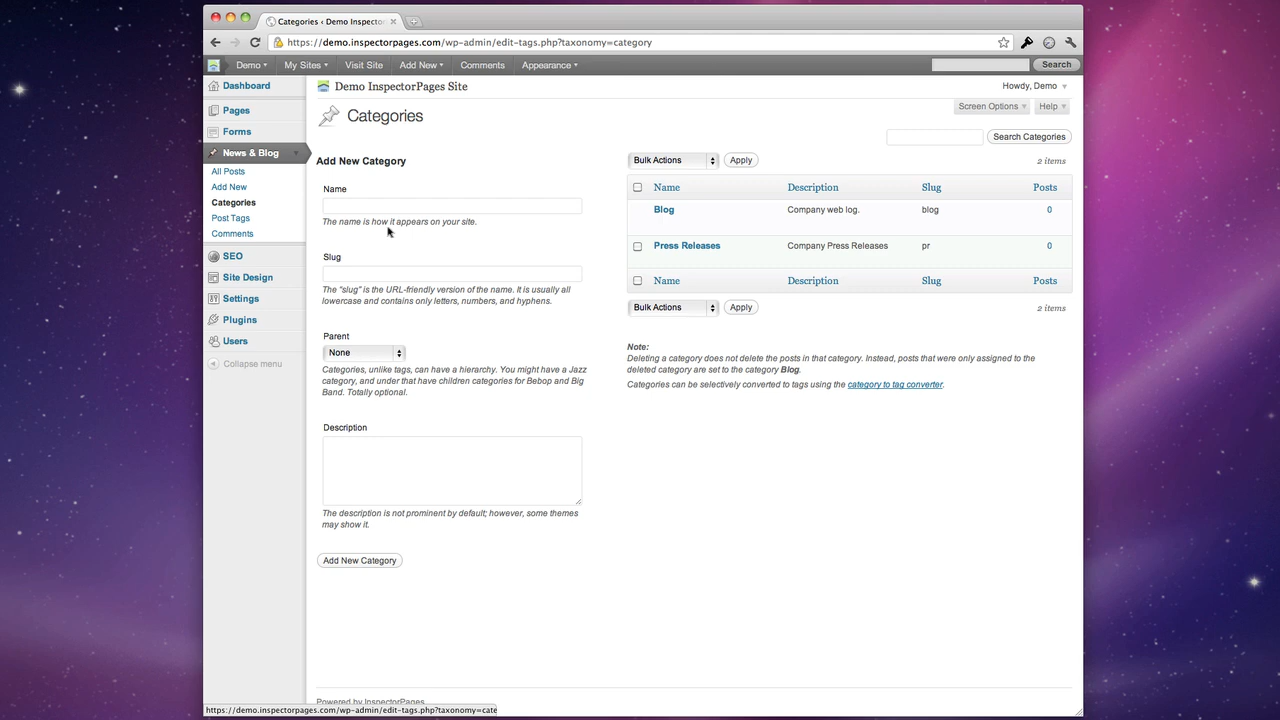 Categories ‹ Demo Inspector
https://demo.inspectorpages.com/wp-admin/edit-tags.php?taxonomy=category
Demo My Sites Visit Site Add New Comments Appearance Search
Dashboard
Pages
Forms
News & Blog
All Posts
Add New
Categories
Post Tags
Comments
SEO
Site Design
Settings
Plugins
Users
Collapse menu
Demo InspectorPages Site
Howdy, Demo
Categories
Screen Options Help
Search Categories
Add New Category
Name
The name is how it appears on your site.
Slug
The “slug” is the URL-friendly version of the name. It is usually all
lowercase and contains only letters, numbers, and hyphens.
Parent
None
Categories, unlike tags, can have a hierarchy. You might have a Jazz
category, and under that have children categories for Bebop and Big
Band. Totally optional.
Description
The description is not prominent by default; however, some themes
may show it.
Add New Category
Bulk Actions Apply 2 items
Name Description Slug Posts
Blog Company web log. blog 0
Press Releases Company Press Releases pr 0
Name Description Slug Posts
Bulk Actions Apply 2 items
Note:
Deleting a category does not delete the posts in that category. Instead, posts that were only assigned to the
deleted category are set to the category Blog.
Categories can be selectively converted to tags using the category to tag converter.
Powered by InspectorPages
https://demo.inspectorpages.com/wp-admin/edit-tags.php?taxonomy=cate